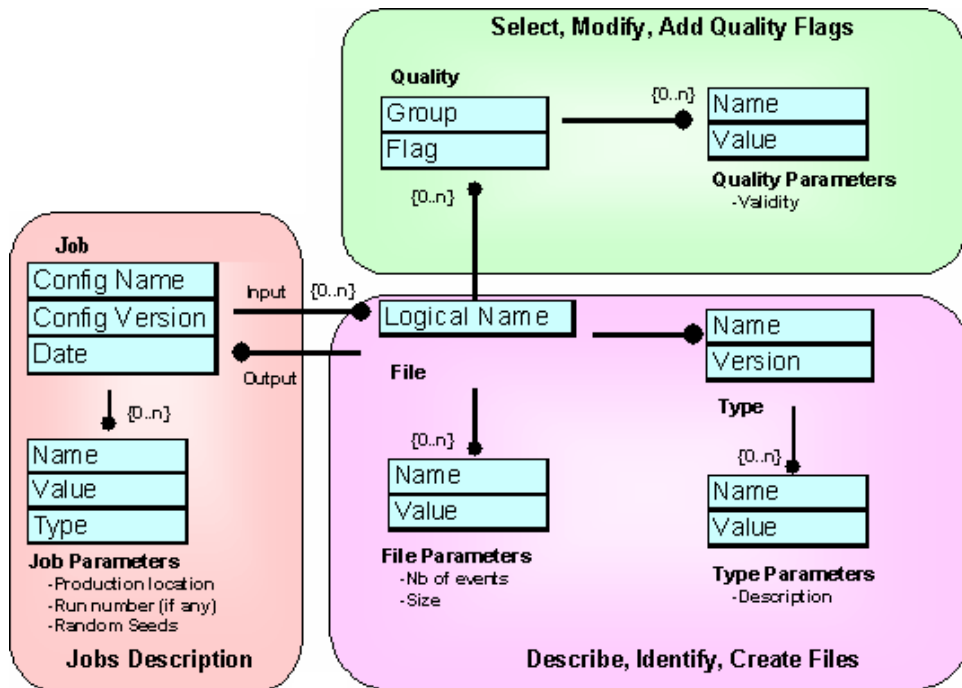 Select, Modify, Add Quality Flags
Quality
Group
Flag
{0..n}
Name
Value
Quality Parameters
-Validity
{0..n}
Job
Config Name
Config Version
Date
Input
{0..n}
Output
{0..n}
Name
Value
Type
Job Parameters
-Production location
-Run number (if any)
-Random Seeds
Jobs Description
Logical Name
File
{0..n}
Name
Value
File Parameters
-Nb of events
-Size
Name
Version
Type
{0..n}
Name
Value
Type Parameters
-Description
Describe, Identify, Create Files